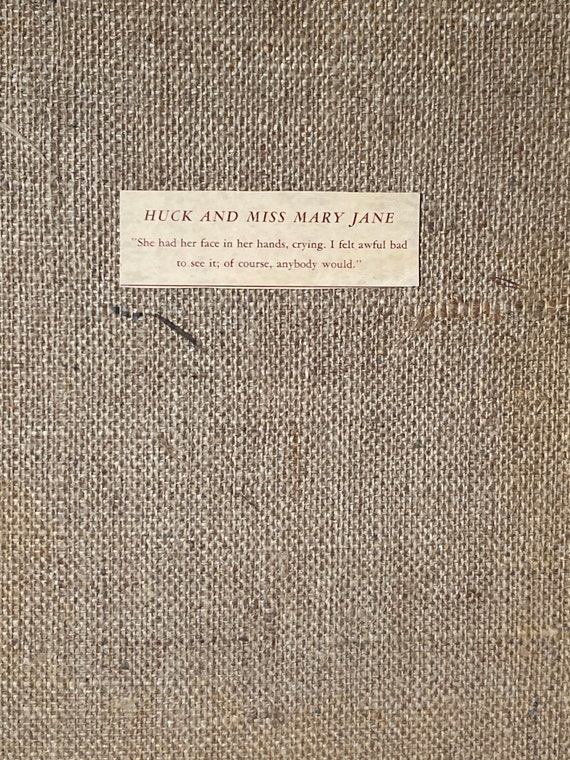 HUCK AND MISS MARY JANE
"She had her face in her hands, crying. I felt awful bad
to see it; of course, anybody would."